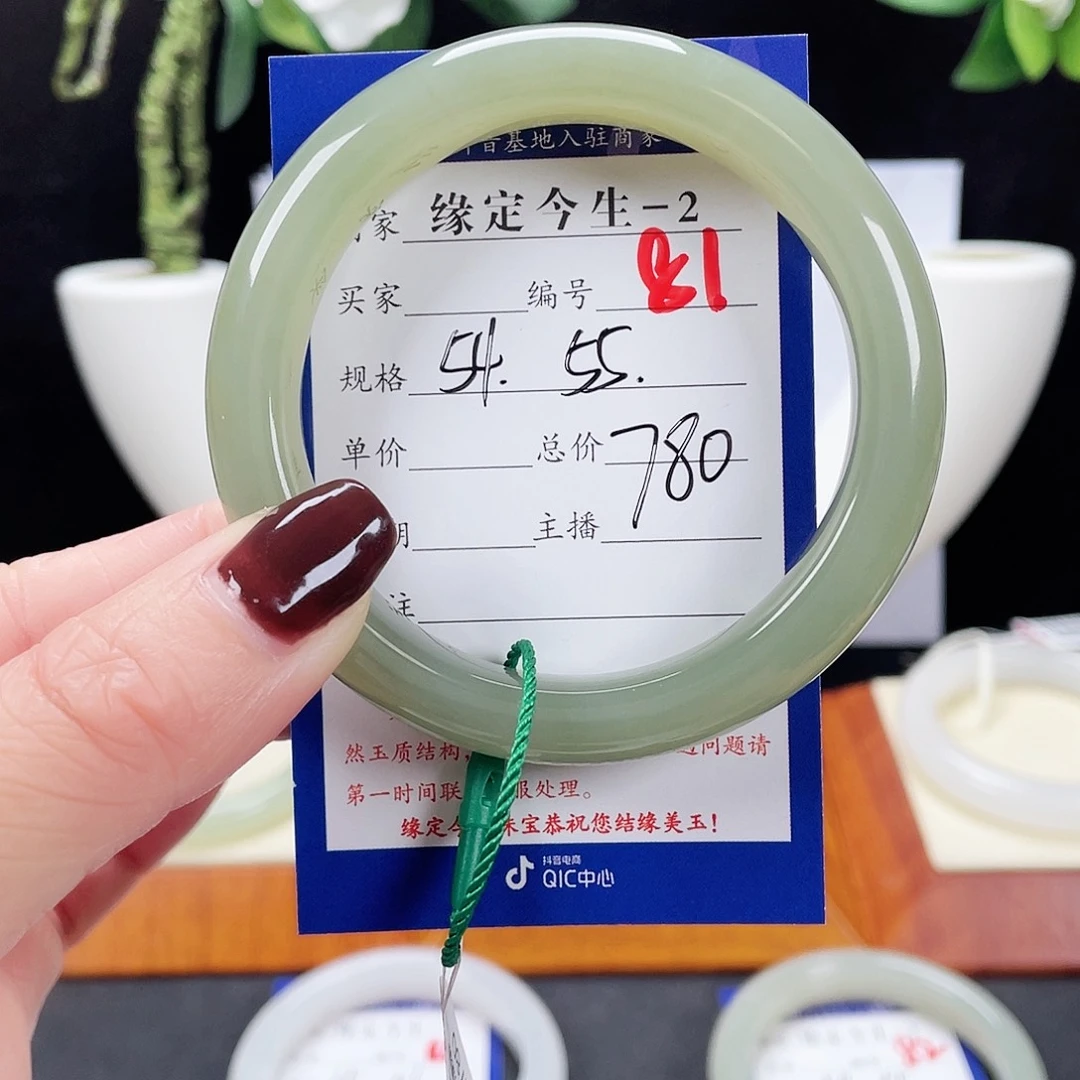 音基地入驻商家
家 缘定今生-2
买家 编号 81
规格 54. 55.
单价 总价 780
主播
注
然玉质结构, 问题请
第一时间联 服处理。
缘定今 珠宝恭祝您结缘美玉!
抖音电商
QIC中心